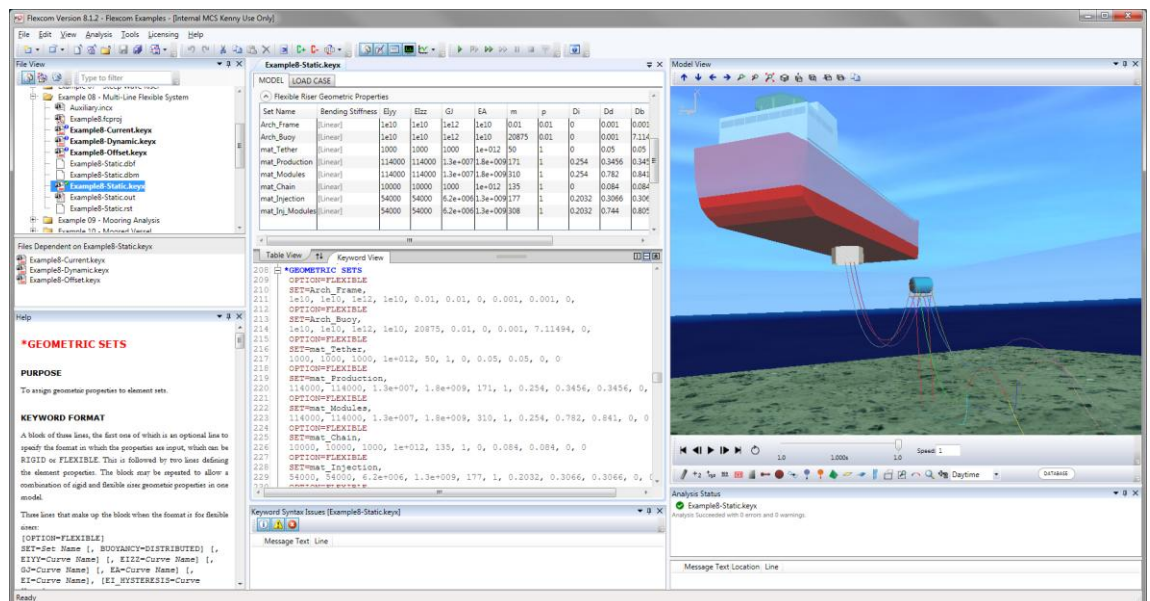 Flexcom Version 8.1.2 - Flexcom Examples - [Internal MCS Kenny Use Only]
File Edit View Analysis Tools Licensing Help
File View
Type to filter
Example 08 - Multi-Line Flexible System
Auxiliary.incx
Example8.fcproj
Example8-Current.keyx
Example8-Dynamic.keyx
Example8-Offset.keyx
Example8-Static.dbf
Example8-Static.dbm
Example8-Static.keyx
Example8-Static.out
Example8-Static.rst
Example 09 - Mooring Analysis
Example 10 - Moored Vessel
Files Dependent on Example8-Static.keyx
Example8-Current.keyx
Example8-Dynamic.keyx
Example8-Offset.keyx
Help
*GEOMETRIC SETS
PURPOSE
To assign geometric properties to element sets.
KEYWORD FORMAT
A block of three lines, the first one of which is an optional line to
specify the format in which the properties are input, which can be
RIGID or FLEXIBLE. This is followed by two lines defining
the element properties. The block may be repeated to allow a
combination of rigid and flexible riser geometric properties in one
model.
Three lines that make up the block when the format is for flexible
risers:
[OPTION=FLEXIBLE]
SET=Set Name [, BUOYANCY=DISTRIBUTED] [,
EIYY=Curve Name] [, EIZZ=Curve Name] [,
GJ=Curve Name] [, EA=Curve Name] [,
EI=Curve Name], [EI_HYSTERESIS=Curve
Example8-Static.keyx
MODEL LOAD CASE
Flexible Riser Geometric Properties
Set Name Bending Stiffness EIyy EIzz GJ EA m p Di Dd Db
Arch_Frame [Linear] 1e10 1e10 1e12 1e10 0.01 0.01 0 0.001 0.001
Arch_Buoy [Linear] 1e10 1e10 1e12 1e10 20875 0.01 0 0.001 7.114
mat_Tether [Linear] 1000 1000 1000 1e+012 50 1 0 0.05 0.05
mat_Production [Linear] 114000 114000 1.3e+007 1.8e+009 171 1 0.254 0.3456 0.345
mat_Modules [Linear] 114000 114000 1.3e+007 1.8e+009 310 1 0.254 0.782 0.841
mat_Chain [Linear] 10000 10000 1000 1e+012 135 1 0 0.084 0.084
mat_Injection [Linear] 54000 54000 6.2e+006 1.3e+009 177 1 0.2032 0.3066 0.306
mat_Inj_Modules [Linear] 54000 54000 6.2e+006 1.3e+009 308 1 0.2032 0.744 0.805
Table View Keyword View
208 *GEOMETRIC SETS
209 OPTION=FLEXIBLE
210 SET=Arch_Frame,
211 1e10, 1e10, 1e12, 1e10, 0.01, 0.01, 0, 0.001, 0.001, 0,
212 OPTION=FLEXIBLE
213 SET=Arch_Buoy,
214 1e10, 1e10, 1e12, 1e10, 20875, 0.01, 0, 0.001, 7.11494, 0,
215 OPTION=FLEXIBLE
216 SET=mat_Tether,
217 1000, 1000, 1000, 1e+012, 50, 1, 0, 0.05, 0.05, 0, 0
218 OPTION=FLEXIBLE
219 SET=mat_Production,
220 114000, 114000, 1.3e+007, 1.8e+009, 171, 1, 0.254, 0.3456, 0.3456, 0,
221 OPTION=FLEXIBLE
222 SET=mat_Modules,
223 114000, 114000, 1.3e+007, 1.8e+009, 310, 1, 0.254, 0.782, 0.841, 0, 0
224 OPTION=FLEXIBLE
225 SET=mat_Chain,
226 10000, 10000, 1000, 1e+012, 135, 1, 0, 0.084, 0.084, 0, 0
227 OPTION=FLEXIBLE
228 SET=mat_Injection,
229 54000, 54000, 6.2e+006, 1.3e+009, 177, 1, 0.2032, 0.3066, 0.3066, 0,
Keyword Syntax Issues [Example8-Static.keyx]
Message Text Line
Model View
1.0 1.000s 1.0 Speed: 1
Daytime
DATABASE
Analysis Status
Example8-Static.keyx
Analysis Succeeded with 0 errors and 0 warnings.
Message Text Location Line
Ready